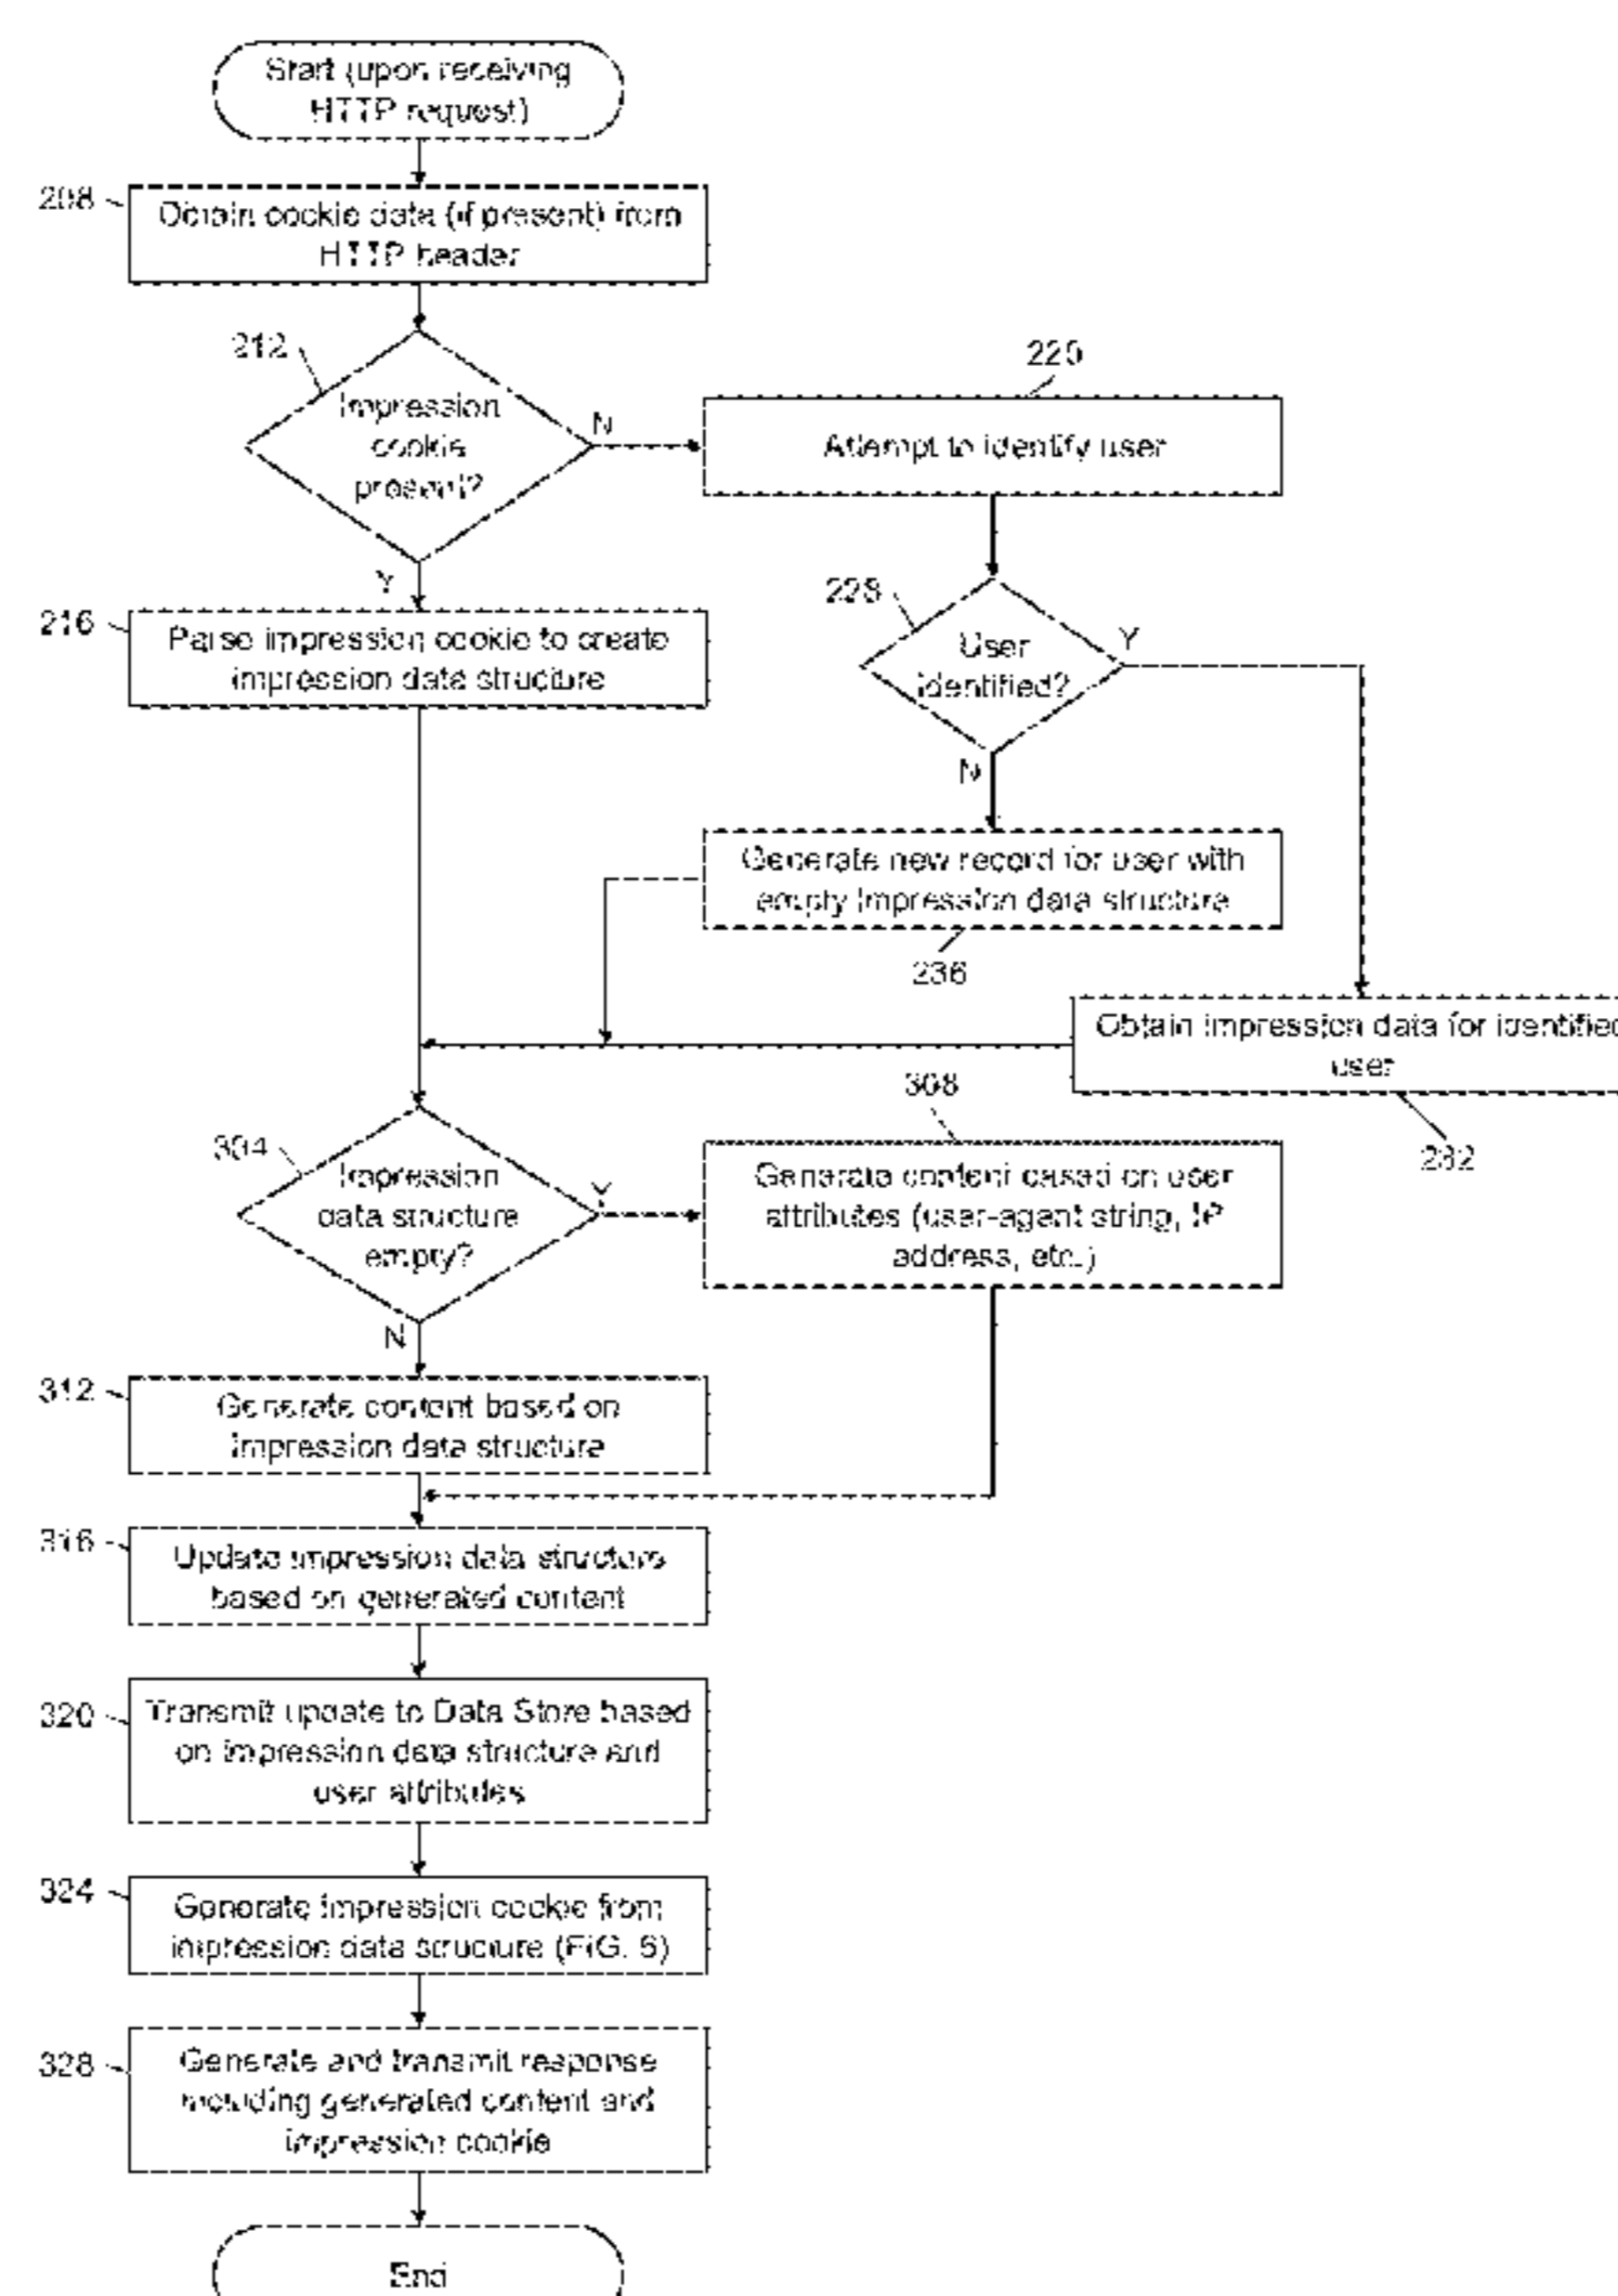 Start (upon receiving
HTTP request)
208
Obtain cookie data (if present) from
HTTP header
212
Impression
cookie
present?
N
220
Attempt to identify user
Y
228
User
identified?
Y
216
Parse impression cookie to create
impression data structure
N
Generate new record for user with
empty impression data structure
236
Obtain impression data for identified
user
232
304
Impression
data structure
empty?
Y
308
Generate content based on user
attributes (user-agent string, IP
address, etc.)
N
312
Generate content based on
impression data structure
316
Update impression data structure
based on generated content
320
Transmit update to Data Store based
on impression data structure and
user attributes
324
Generate impression cookie from
impression data structure (FIG. 6)
328
Generate and transmit response
including generated content and
impression cookie
End